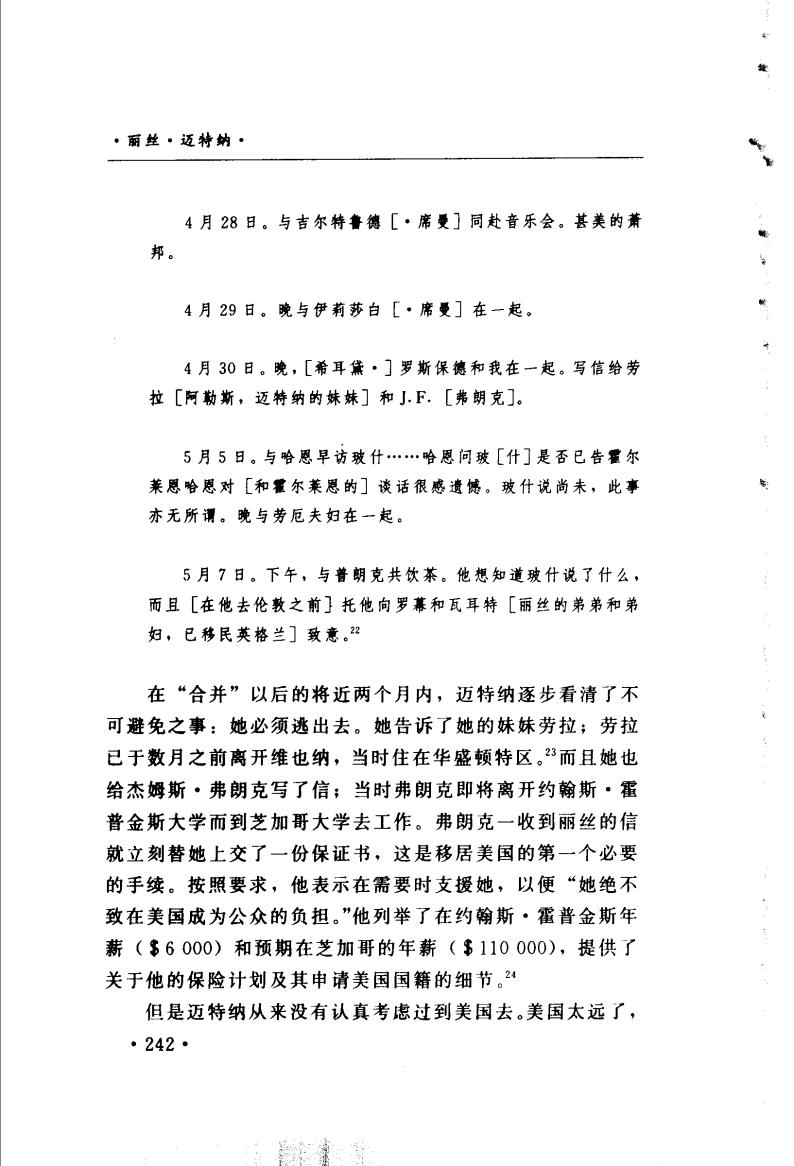 ·丽丝·迈特纳·
4月28日。与吉尔特鲁德［·席曼］同赴音乐会。甚美的萧
邦。
4月29日。晚与伊莉莎白［·席曼］在一起。
4月30日。晚，［希耳黛·］罗斯保德和我在一起。写信给劳
拉［阿勒斯，迈特纳的妹妹］和J.F.［弗朗克］。
5月5日。与哈恩早访玻什……哈恩问玻［什］是否已告霍尔
莱恩哈恩对［和霍尔莱恩的］谈话很感遗憾。玻什说尚未，此事
亦无所谓。晚与劳厄夫妇在一起。
5月7日。下午，与普朗克共饮茶。他想知道玻什说了什么，
而且［在他去伦敦之前］托他向罗幕和瓦耳特［丽丝的弟弟和弟
妇，已移民英格兰］致意。22
在“合并”以后的将近两个月内，迈特纳逐步看清了不
可避免之事：她必须逃出去。她告诉了她的妹妹劳拉；劳拉
已于数月之前离开维也纳，当时住在华盛顿特区。23而且她也
给杰姆斯·弗朗克写了信；当时弗朗克即将离开约翰斯·霍
普金斯大学而到芝加哥大学去工作。弗朗克一收到丽丝的信
就立刻替她上交了一份保证书，这是移居美国的第一个必要
的手续。按照要求，他表示在需要时支援她，以便“她绝不
致在美国成为公众的负担。”他列举了在约翰斯·霍普金斯年
薪（$6 000）和预期在芝加哥的年薪（$110 000），提供了
关于他的保险计划及其申请美国国籍的细节。24
但是迈特纳从来没有认真考虑过到美国去。美国太远了，
·242·